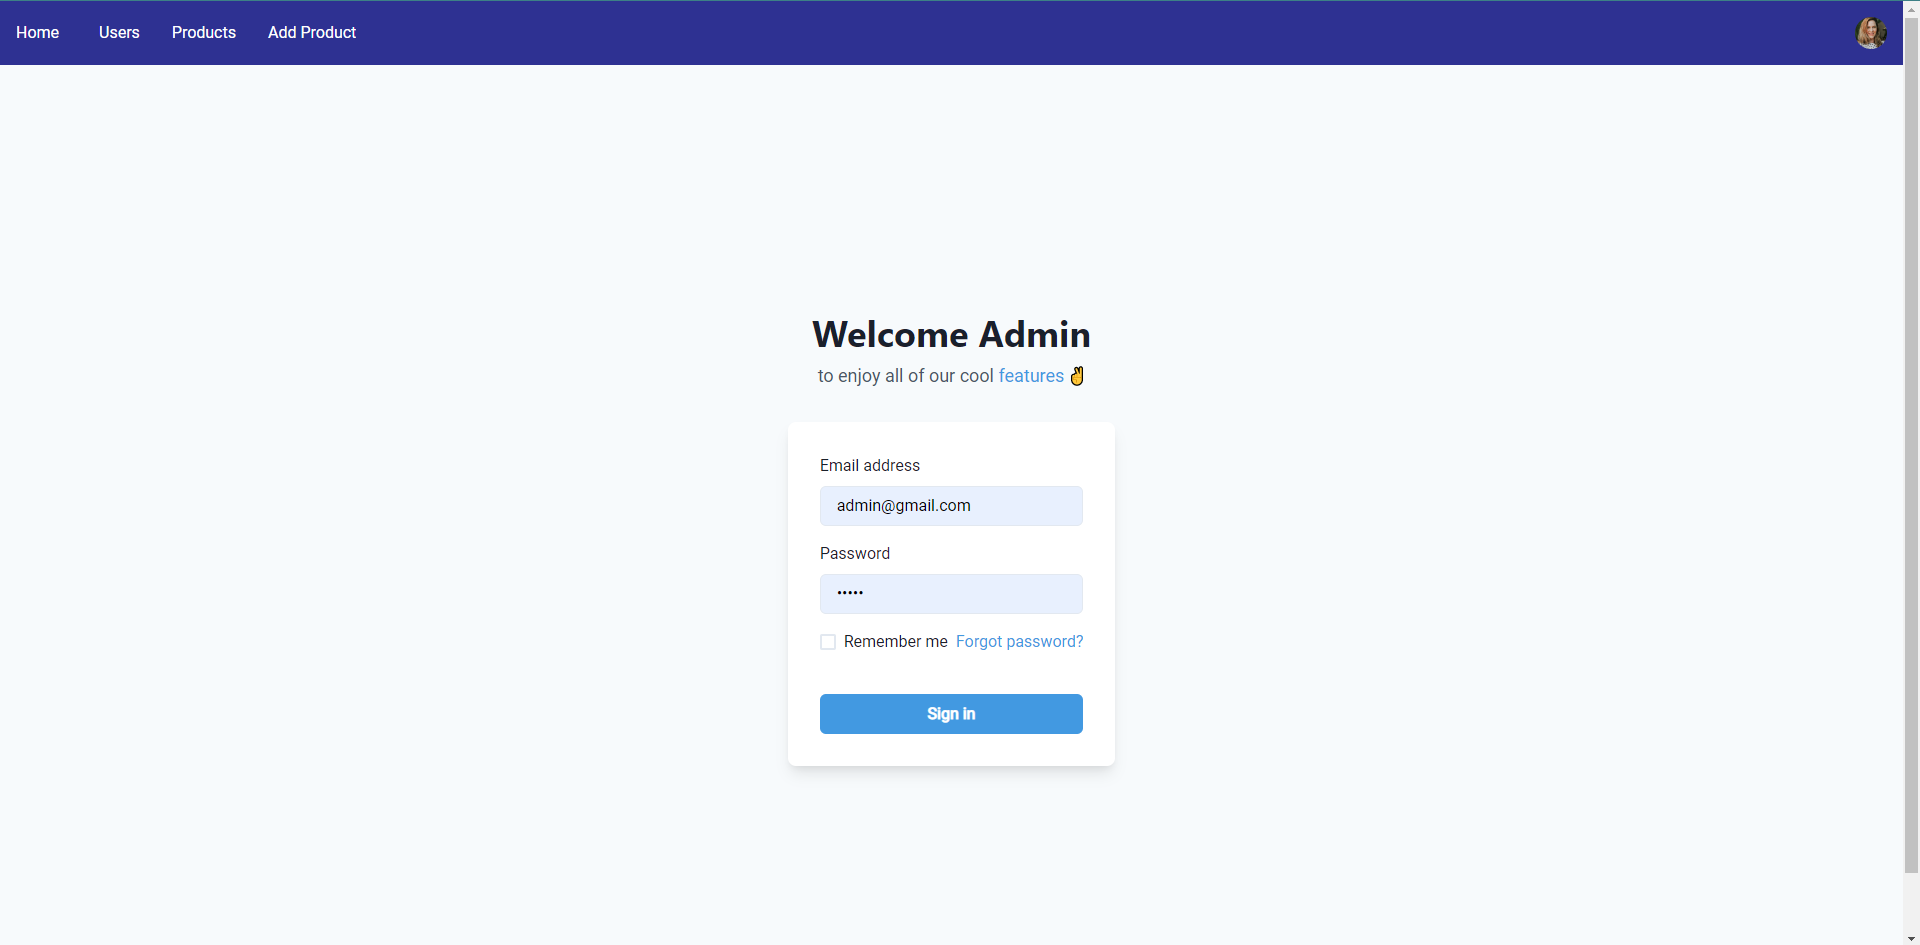 Home Users Products Add Product
Welcome Admin
to enjoy all of our cool features ✌
Email address
admin@gmail.com
Password
•••••
Remember me Forgot password?
Sign in